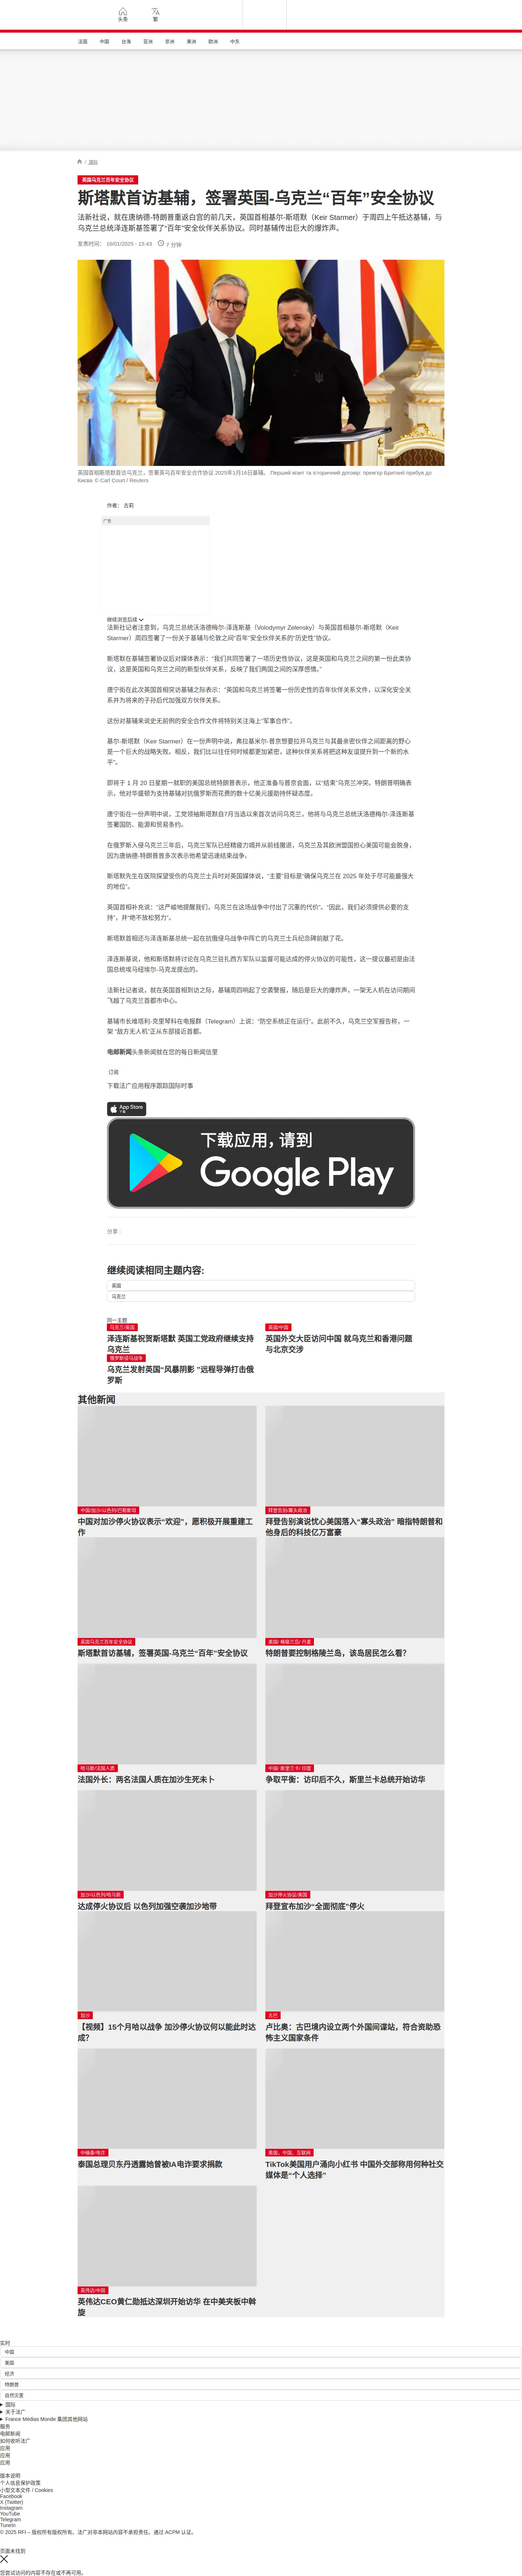 头条
繁
法国
中国
台海
亚洲
非洲
美洲
欧洲
中东
/ 国际
英国乌克兰百年安全协议
斯塔默首访基辅，签署英国-乌克兰“百年”安全协议
法新社说，就在唐纳德-特朗普重返白宫的前几天，英国首相基尔-斯塔默（Keir Starmer）于周四上午抵达基辅，与
乌克兰总统泽连斯基签署了“百年”安全伙伴关系协议。同时基辅传出巨大的爆炸声。
发表时间： 16/01/2025 - 15:43 7 分钟
英国首相斯塔默首访乌克兰，签署英乌百年安全合作协议 2025年1月16日基辅。 Перший візит та історичний договір: прем'єр Британії прибув до
Києва © Carl Court / Reuters
作者： 古莉
广告
继续浏览后续
法新社记者注意到，乌克兰总统沃洛德梅尔-泽连斯基（Volodymyr Zelensky）与英国首相基尔-斯塔默（Keir
Starmer）周四签署了一份关于基辅与伦敦之间“百年”安全伙伴关系的“历史性”协议。
斯塔默在基辅签署协议后对媒体表示：“我们共同签署了一项历史性协议，这是英国和乌克兰之间的第一份此类协
议，这是英国和乌克兰之间的新型伙伴关系，反映了我们两国之间的深厚感情。”
唐宁街在此次英国首相突访基辅之际表示：“英国和乌克兰将签署一份历史性的百年伙伴关系文件，以深化安全关
系并为将来的子孙后代加强双方伙伴关系。
这份对基辅来说史无前例的安全合作文件将特别关注海上“军事合作”。
基尔-斯塔默（Keir Starmer）在一份声明中说，弗拉基米尔-普京想要拉开乌克兰与其最亲密伙伴之间距离的野心
是一个巨大的战略失败。相反，我们比以往任何时候都更加紧密，这种伙伴关系将把这种友谊提升到一个新的水
平”。
即将于 1 月 20 日星期一就职的美国总统特朗普表示，他正准备与普京会面，以“结束”乌克兰冲突。特朗普明确表
示，他对华盛顿为支持基辅对抗俄罗斯而花费的数十亿美元援助持怀疑态度。
唐宁街在一份声明中说，工党领袖斯塔默自7月当选以来首次访问乌克兰，他将与乌克兰总统沃洛德梅尔-泽连斯基
签署国防、能源和贸易条约。
在俄罗斯入侵乌克兰三年后，乌克兰军队已经精疲力竭并从前线撤退，乌克兰及其欧洲盟国担心美国可能会脱身，
因为唐纳德-特朗普曾多次表示他希望迅速结束战争。
斯塔默先生在医院探望受伤的乌克兰士兵时对英国媒体说，“主要”目标是“确保乌克兰在 2025 年处于尽可能最强大
的地位”。
英国首相补充说：“这严峻地提醒我们，乌克兰在这场战争中付出了沉重的代价”。“因此，我们必须提供必要的支
持”，并“绝不放松努力”。
斯塔默首相还与泽连斯基总统一起在抗俄侵乌战争中阵亡的乌克兰士兵纪念碑前献了花。
泽连斯基说，他和斯塔默将讨论在乌克兰驻扎西方军队以监督可能达成的停火协议的可能性，这一提议最初是由法
国总统埃马纽埃尔-马克龙提出的。
法新社记者说，就在英国首相到访之际，基辅周四响起了空袭警报，随后是巨大的爆炸声，一架无人机在访问期间
飞越了乌克兰首都市中心。
基辅市长维塔利-克里琴科在电报群（Telegram）上说：“防空系统正在运行”。此前不久，乌克兰空军报告称，一
架 “敌方无人机”正从东部接近首都。
电邮新闻头条新闻就在您的每日新闻信里
订阅
下载法广应用程序跟踪国际时事
App Store
下载
下载应用，请到
Google Play
分享 :
继续阅读相同主题内容:
英国
乌克兰
同一主题
乌克兰/英国
泽连斯基祝贺斯塔默 英国工党政府继续支持
乌克兰
英国/中国
英国外交大臣访问中国 就乌克兰和香港问题
与北京交涉
俄罗斯侵乌战争
乌克兰发射英国“风暴阴影 ”远程导弹打击俄
罗斯
其他新闻
中国/加沙/以色列/巴勒斯坦
中国对加沙停火协议表示“欢迎”，愿积极开展重建工
作
拜登告别/寡头政治
拜登告别演说忧心美国落入“寡头政治” 暗指特朗普和
他身后的科技亿万富豪
英国乌克兰百年安全协议
斯塔默首访基辅，签署英国-乌克兰“百年”安全协议
美国/ 格陵兰岛/ 丹麦
特朗普要控制格陵兰岛，该岛居民怎么看？
哈马斯/法国人质
法国外长：两名法国人质在加沙生死未卜
中国/ 斯里兰卡/ 印度
争取平衡：访印后不久，斯里兰卡总统开始访华
加沙/以色列/哈马斯
达成停火协议后 以色列加强空袭加沙地带
加沙停火协议/美国
拜登宣布加沙“全面彻底”停火
加沙
【视频】15个月哈以战争 加沙停火协议何以能此时达
成？
古巴
卢比奥：古巴境内设立两个外国间谍站，符合资助恐
怖主义国家条件
中缅泰/电诈
泰国总理贝东丹透露她曾被IA电诈要求捐款
美国、中国、互联网
TikTok美国用户涌向小红书 中国外交部称用何种社交
媒体是“个人选择”
英伟达/中国
英伟达CEO黄仁勋抵达深圳开始访华 在中美夹板中斡
旋
实时
中国
美国
经济
特朗普
自然灾害
国际
关于法广
France Médias Monde 集团其他网站
服务
电邮新闻
如何收听法广
应用
应用
应用
版本说明
个人信息保护政策
小型文本文件 / Cookies
Facebook
X (Twitter)
Instagram
YouTube
Telegram
TuneIn
© 2025 RFI – 版权所有版权所有。法广对非本网站内容不承担责任。通过 ACPM 认证。
页面未找到
您尝试访问的内容不存在或不再可用。